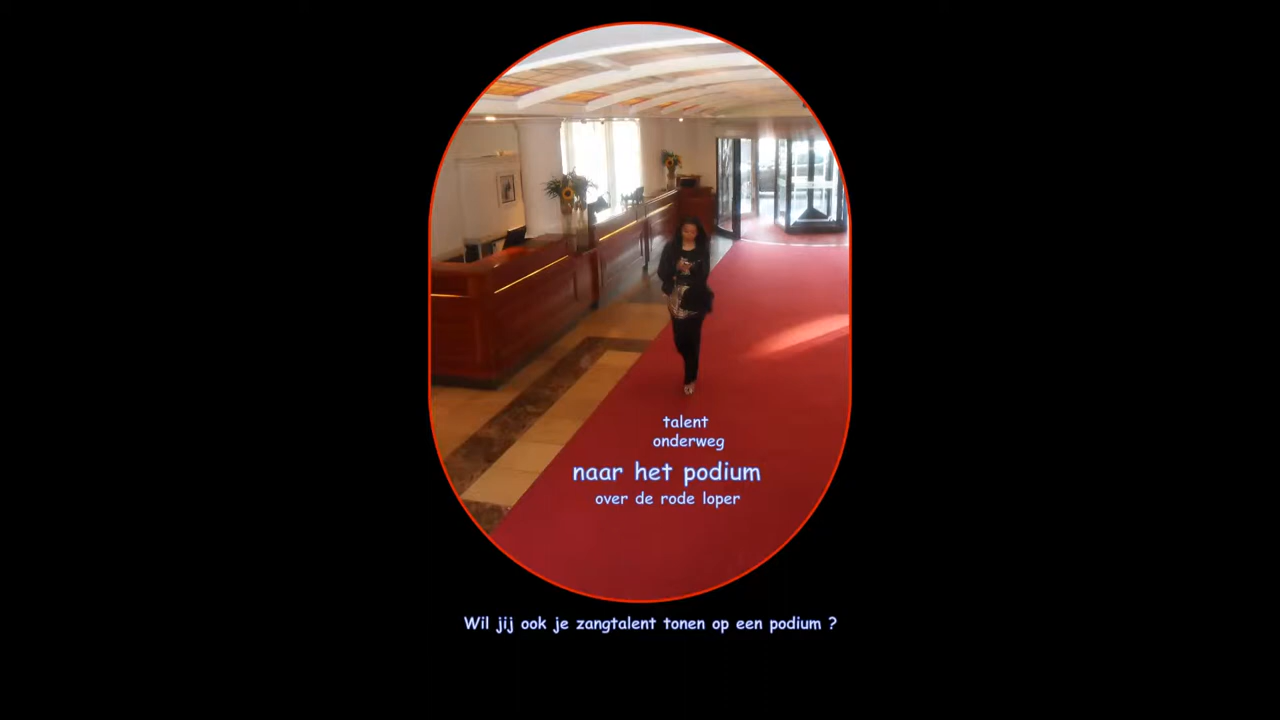 talent
onderweg
naar het podium
over de rode loper
Wil jij ook je zangtalent tonen op een podium ?